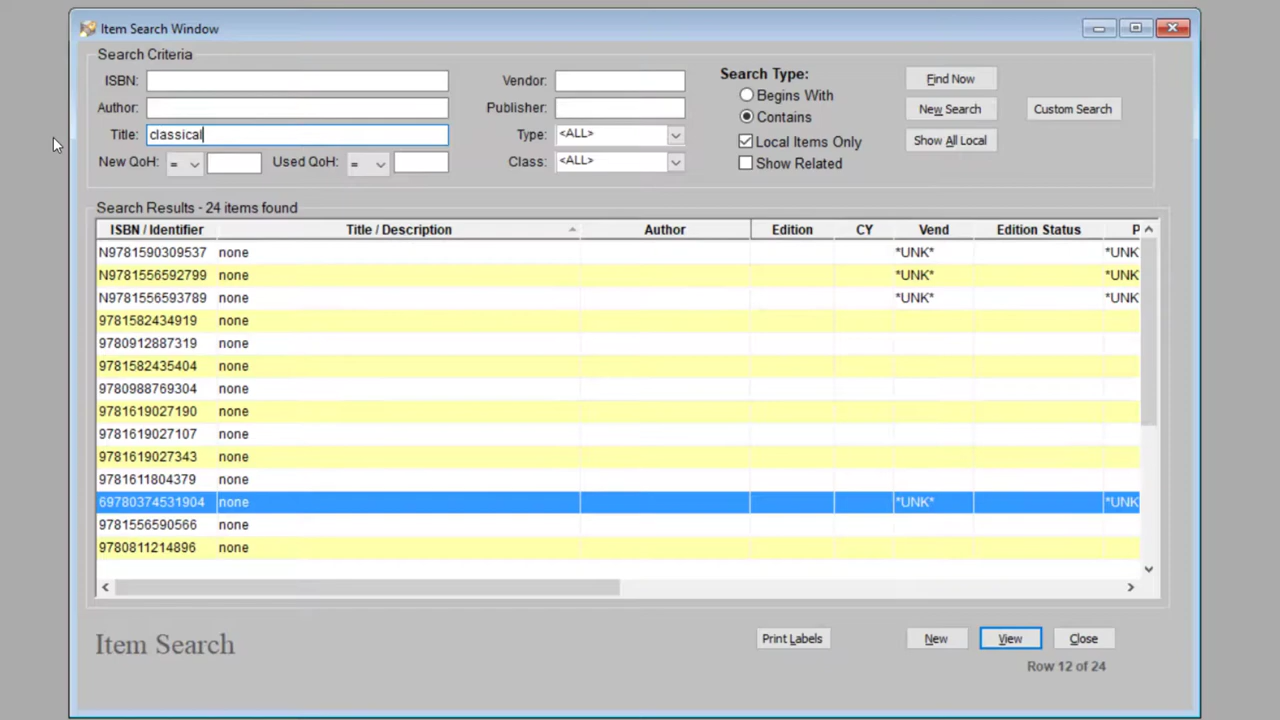 Item Search Window
Search Criteria
ISBN: Vendor: Search Type: Find Now
Author: Publisher: Begins With New Search Custom Search
Title: classical Type: <ALL> Contains
New QoH: = Used QoH: = Class: <ALL> Local Items Only Show All Local
Show Related
Search Results - 24 items found
ISBN / Identifier Title / Description Author Edition CY Vend Edition Status P
N9781590309537 none *UNK* *UNK*
N9781556592799 none *UNK* *UNK*
N9781556593789 none *UNK* *UNK*
9781582434919 none
9780912887319 none
9781582435404 none
9780988769304 none
9781619027190 none
9781619027107 none
9781619027343 none
9781611804379 none
69780374531904 none *UNK* *UNK
9781556590566 none
9780811214896 none
Item Search Print Labels New View Close
Row 12 of 24